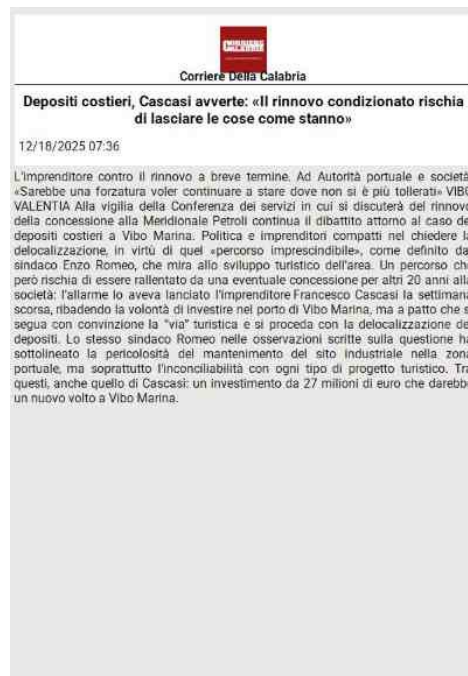 CORRIERE
CALABRIA
Corriere Della Calabria
Depositi costieri, Cascasi avverte: «Il rinnovo condizionato rischia
di lasciare le cose come stanno»
12/18/2025 07:36
L'imprenditore contro il rinnovo a breve termine. Ad Autorità portuale e società
«Sarebbe una forzatura voler continuare a stare dove non si è più tollerati» VIBO
VALENTIA Alla vigilia della Conferenza dei servizi in cui si discuterà del rinnovo
della concessione alla Meridionale Petroli continua il dibattito attorno al caso de
depositi costieri a Vibo Marina. Politica e imprenditori compatti nel chiedere la
delocalizzazione, in virtù di quel «percorso imprescindibile», come definito da
sindaco Enzo Romeo, che mira allo sviluppo turistico dell'area. Un percorso che
però rischia di essere rallentato da una eventuale concessione per altri 20 anni alla
società: l'allarme lo aveva lanciato l'imprenditore Francesco Cascasi la settimana
scorsa, ribadendo la volontà di investire nel porto di Vibo Marina, ma a patto che s
segua con convinzione la "via" turistica e si proceda con la delocalizzazione de
depositi. Lo stesso sindaco Romeo nelle osservazioni scritte sulla questione ha
sottolineato la pericolosità del mantenimento del sito industriale nella zona
portuale, ma soprattutto l'inconciliabilità con ogni tipo di progetto turistico. Tra
questi, anche quello di Cascasi: un investimento da 27 milioni di euro che darebbe
un nuovo volto a Vibo Marina.